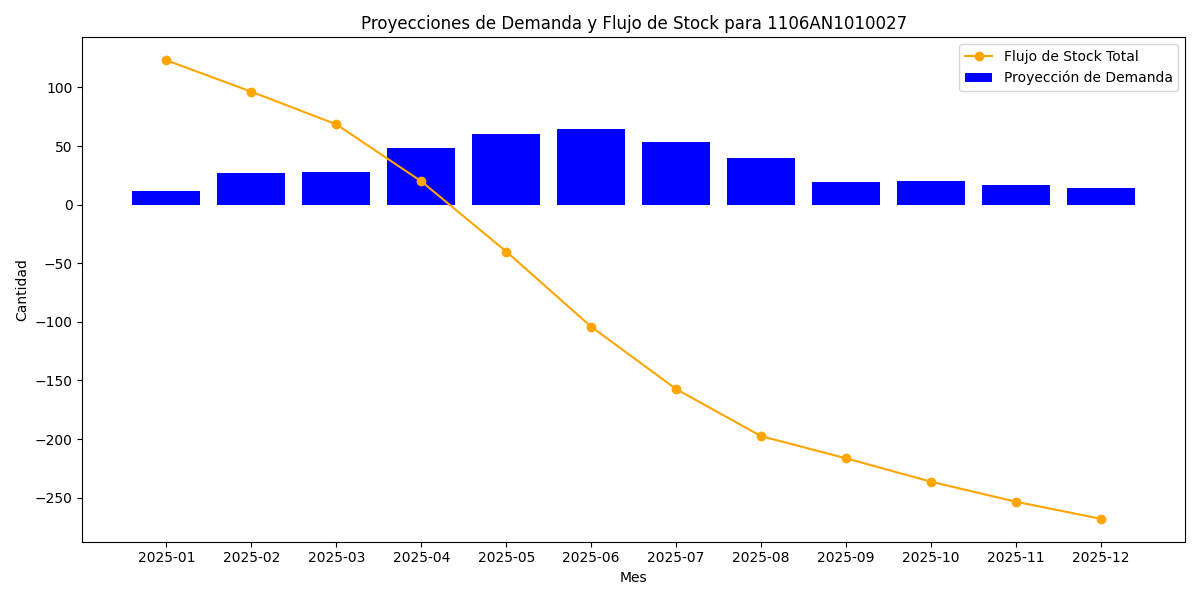 Proyecciones de Demanda y Flujo de Stock para 1106AN1010027
Flujo de Stock Total
Proyección de Demanda
100
50
0
−50
−100
−150
−200
−250
Cantidad
2025-01 2025-02 2025-03 2025-04 2025-05 2025-06 2025-07 2025-08 2025-09 2025-10 2025-11 2025-12
Mes